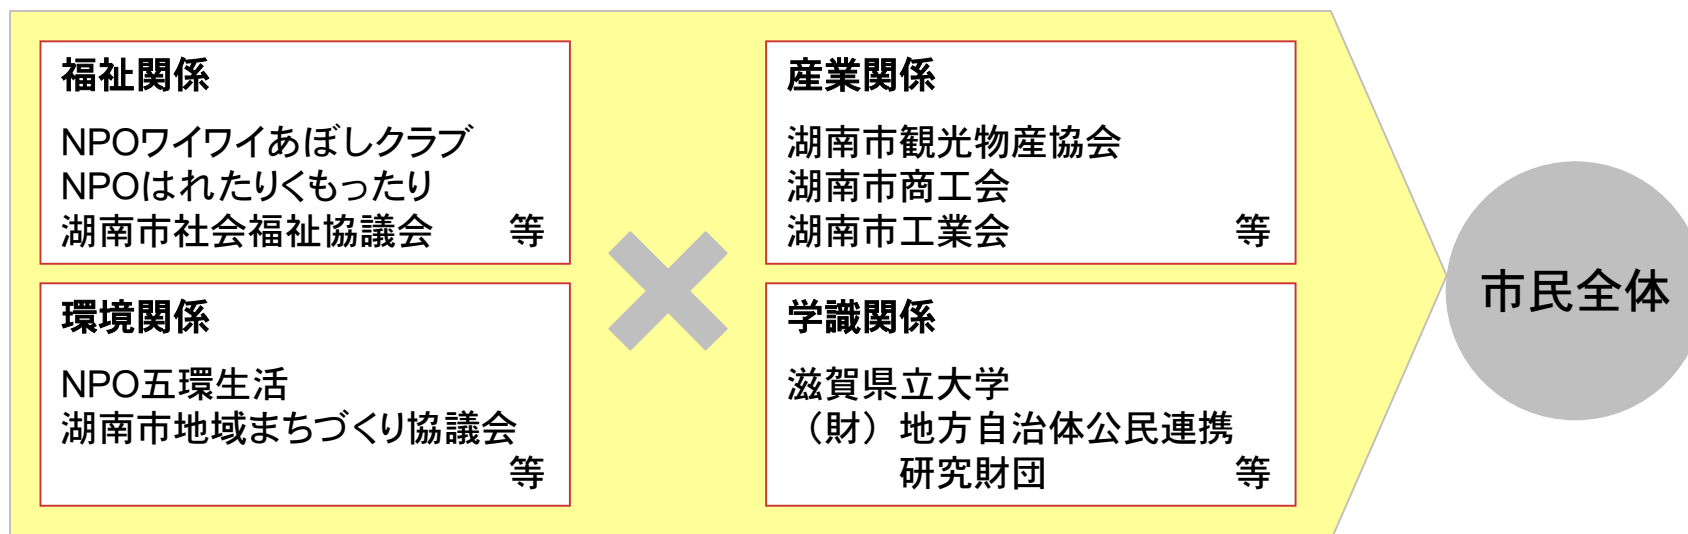 福祉関係
NPOワイワイあぼしクラブ
NPOはれたりくもったり
湖南市社会福祉協議会 等
産業関係
湖南市観光物産協会
湖南市商工会
湖南市工業会 等
環境関係
NPO五環生活
湖南市地域まちづくり協議会
等
学識関係
滋賀県立大学
（財）地方自治体公民連携
研究財団 等
市民全体